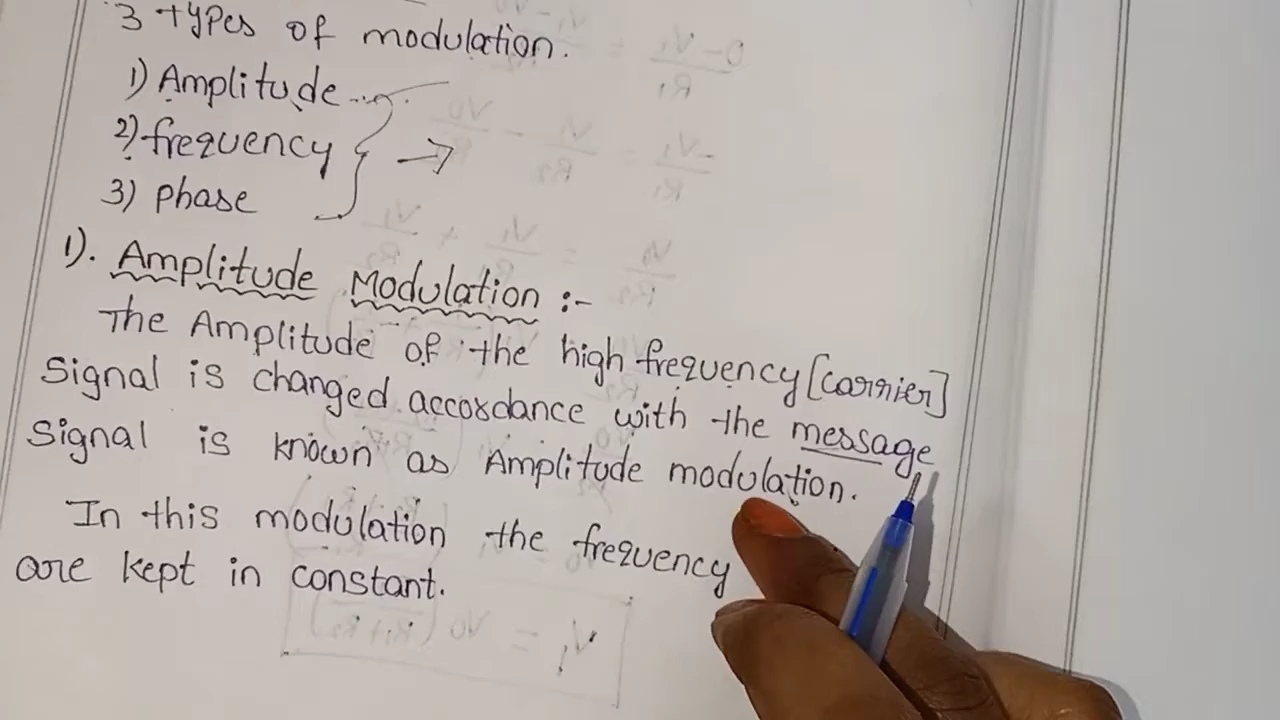 3 types of modulation.
1) Amplitude
2) frequency
3) phase
1). Amplitude Modulation :-
The Amplitude of the high frequency [carrier]
Signal is changed accordance with the message
Signal is known as Amplitude modulation.
In this modulation the frequency
are kept in constant.